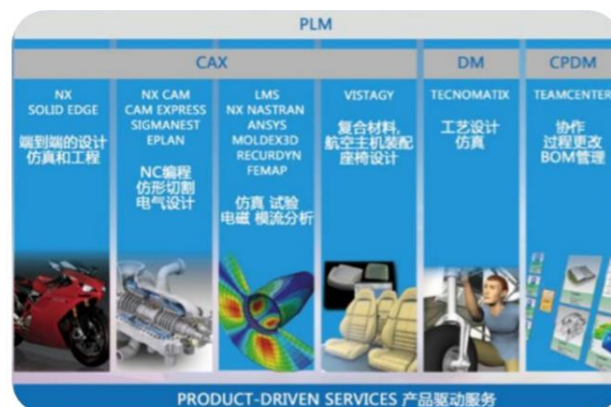 PLM
CAX
DM
CPDM
NX
SOLID EDGE
端到端的设计
仿真和工程
NX CAM
CAM EXPRESS
SIGMANEST
EPLAN
NC编程
仿形切割
电气设计
LMS
NX NASTRAN
ANSYS
MOLDEX3D
RECURDYN
FEMAP
仿真 试验
电磁 模流分析
VISTAGY
复合材料,
航空主机装配
座椅设计
TECNOMATIX
工艺设计
仿真
TEAMCENTER
协作
过程更改
BOM管理
PRODUCT-DRIVEN SERVICES 产品驱动服务